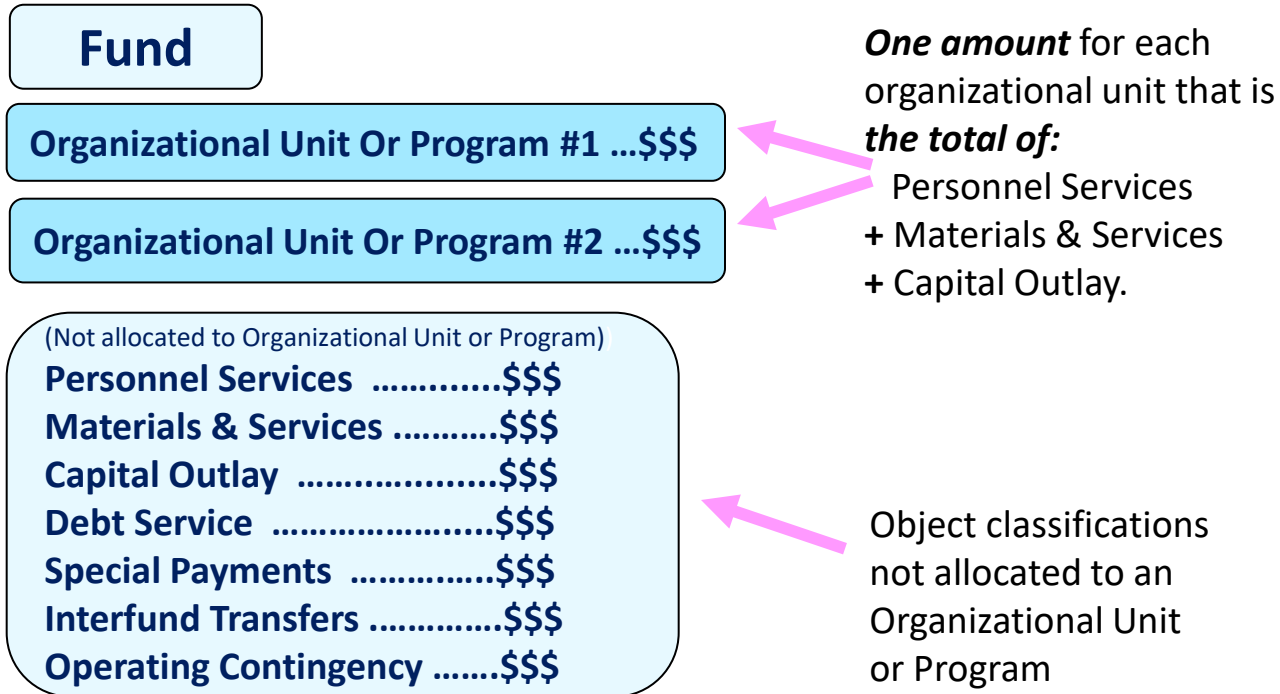 Fund
Organizational Unit Or Program #1 …$$$
Organizational Unit Or Program #2 …$$$
(Not allocated to Organizational Unit or Program)
Personnel Services …….......$$$
Materials & Services …..…….$$$
Capital Outlay …….…..........$$$
Debt Service ……………….....$$$
Special Payments …….…....$$$
Interfund Transfers ..………….$$$
Operating Contingency …....$$$
One amount for each
organizational unit that is
the total of:
Personnel Services
+ Materials & Services
+ Capital Outlay.
Object classifications
not allocated to an
Organizational Unit
or Program